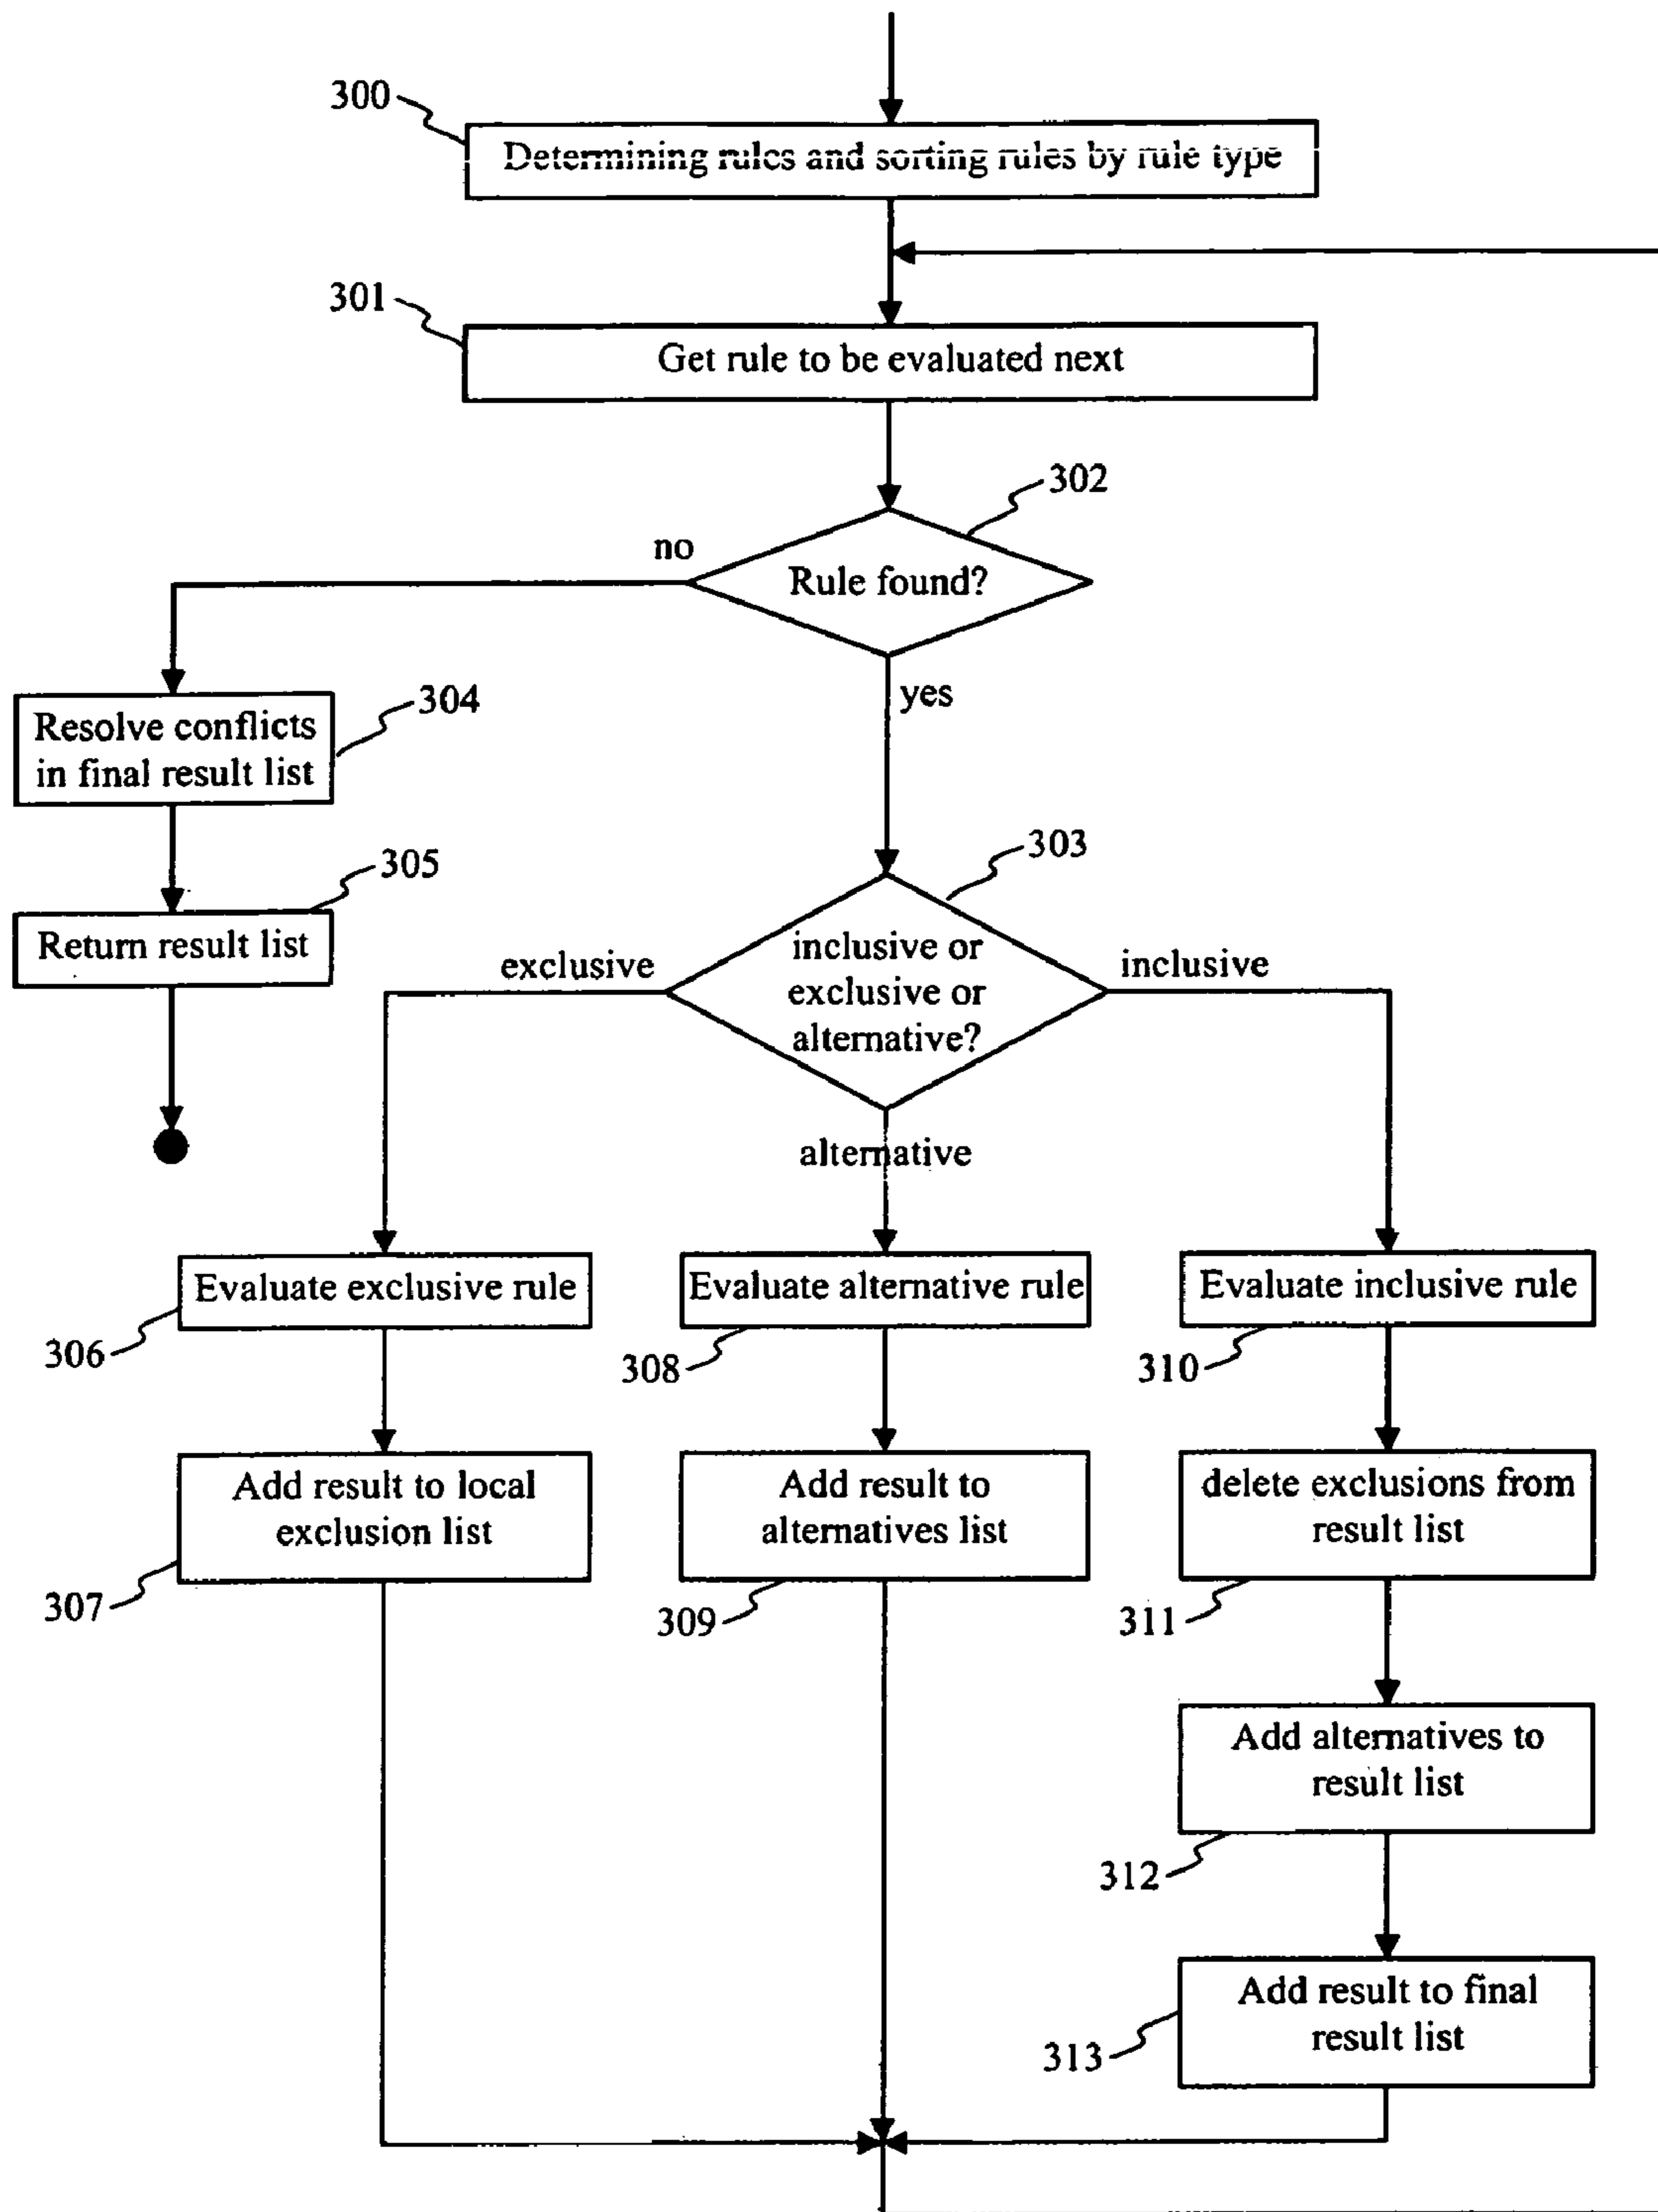 300
Determining rules and sorting rules by rule type
301
Get rule to be evaluated next
302
no
Rule found?
yes
304
Resolve conflicts
in final result list
303
305
Return result list
exclusive
inclusive or
exclusive or
alternative?
inclusive
alternative
Evaluate exclusive rule
Evaluate alternative rule
Evaluate inclusive rule
306
308
310
Add result to local
exclusion list
Add result to
alternatives list
delete exclusions from
result list
307
309
311
Add alternatives to
result list
312
Add result to final
result list
313